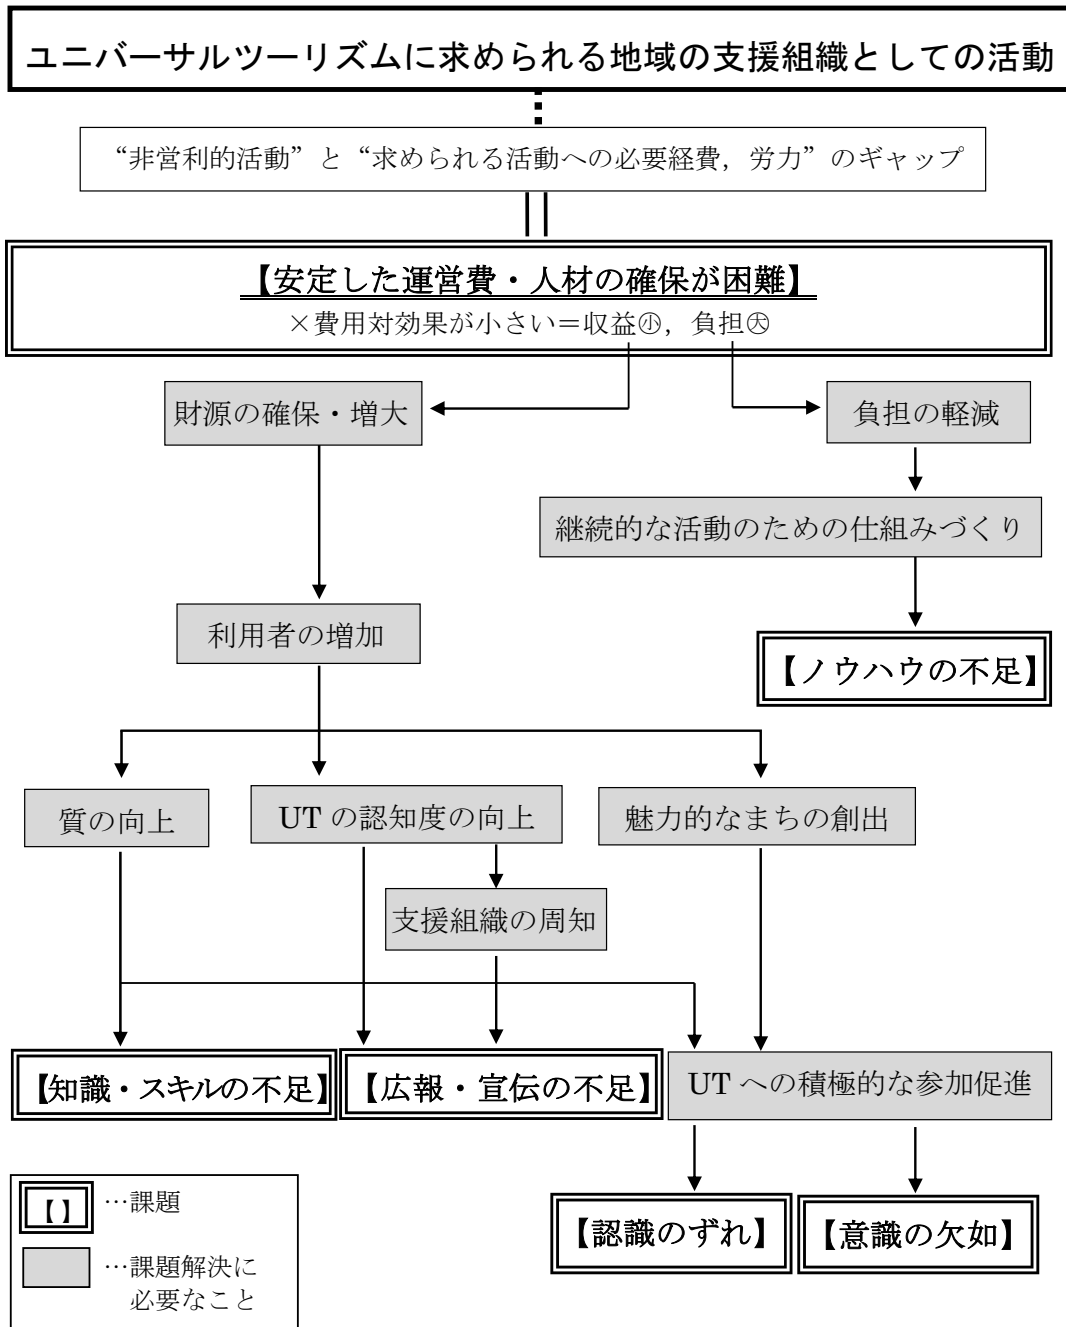 ユニバーサルツーリズムに求められる地域の支援組織としての活動
“非営利的活動”と“求められる活動への必要経費，労力”のギャップ
【安定した運営費・人材の確保が困難】
×費用対効果が小さい＝収益㊉，負担㊛
財源の確保・増大
負担の軽減
継続的な活動のための仕組みづくり
利用者の増加
【ノウハウの不足】
質の向上
UT の認知度の向上
魅力的なまちの創出
支援組織の周知
【知識・スキルの不足】
【広報・宣伝の不足】
UT への積極的な参加促進
【認識のずれ】
【意識の欠如】
【】
…課題
…課題解決に
必要なこと